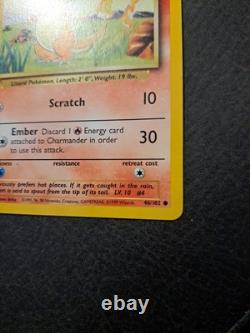 Lizard Pokémon. Length: 2' 0", Weight: 19 lbs.
Scratch 10
Ember Discard 1 Energy card
attached to Charmander in order
to use this attack. 30
resistance retreat cost
prefers hot places. If it gets caught in the rain,
is said to spout from the tip of its tail. LV. 10 #4
46/102